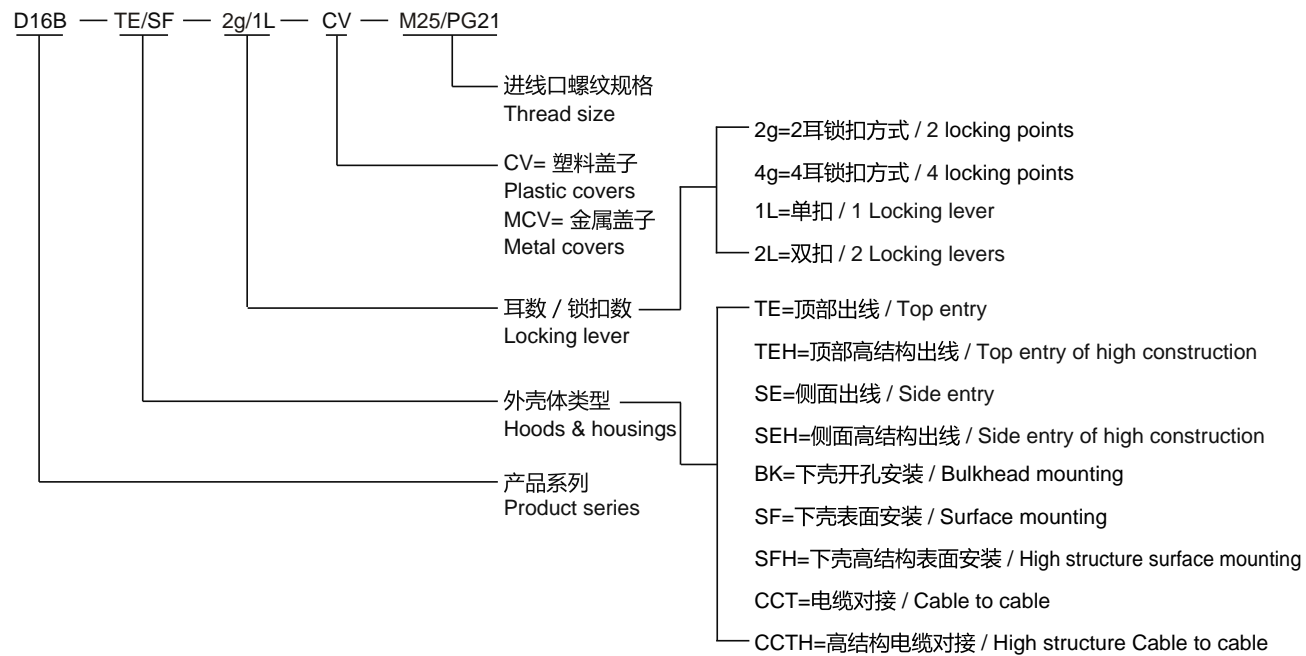 D16B — TE/SF — 2g/1L — CV — M25/PG21
进线口螺纹规格
Thread size
CV= 塑料盖子
Plastic covers
MCV= 金属盖子
Metal covers
耳数 / 锁扣数
Locking lever
2g=2耳锁扣方式 / 2 locking points
4g=4耳锁扣方式 / 4 locking points
1L=单扣 / 1 Locking lever
2L=双扣 / 2 Locking levers
外壳体类型
Hoods & housings
TE=顶部出线 / Top entry
TEH=顶部高结构出线 / Top entry of high construction
SE=侧面出线 / Side entry
SEH=侧面高结构出线 / Side entry of high construction
BK=下壳开孔安装 / Bulkhead mounting
SF=下壳表面安装 / Surface mounting
SFH=下壳高结构表面安装 / High structure surface mounting
CCT=电缆对接 / Cable to cable
CCTH=高结构电缆对接 / High structure Cable to cable
产品系列
Product series